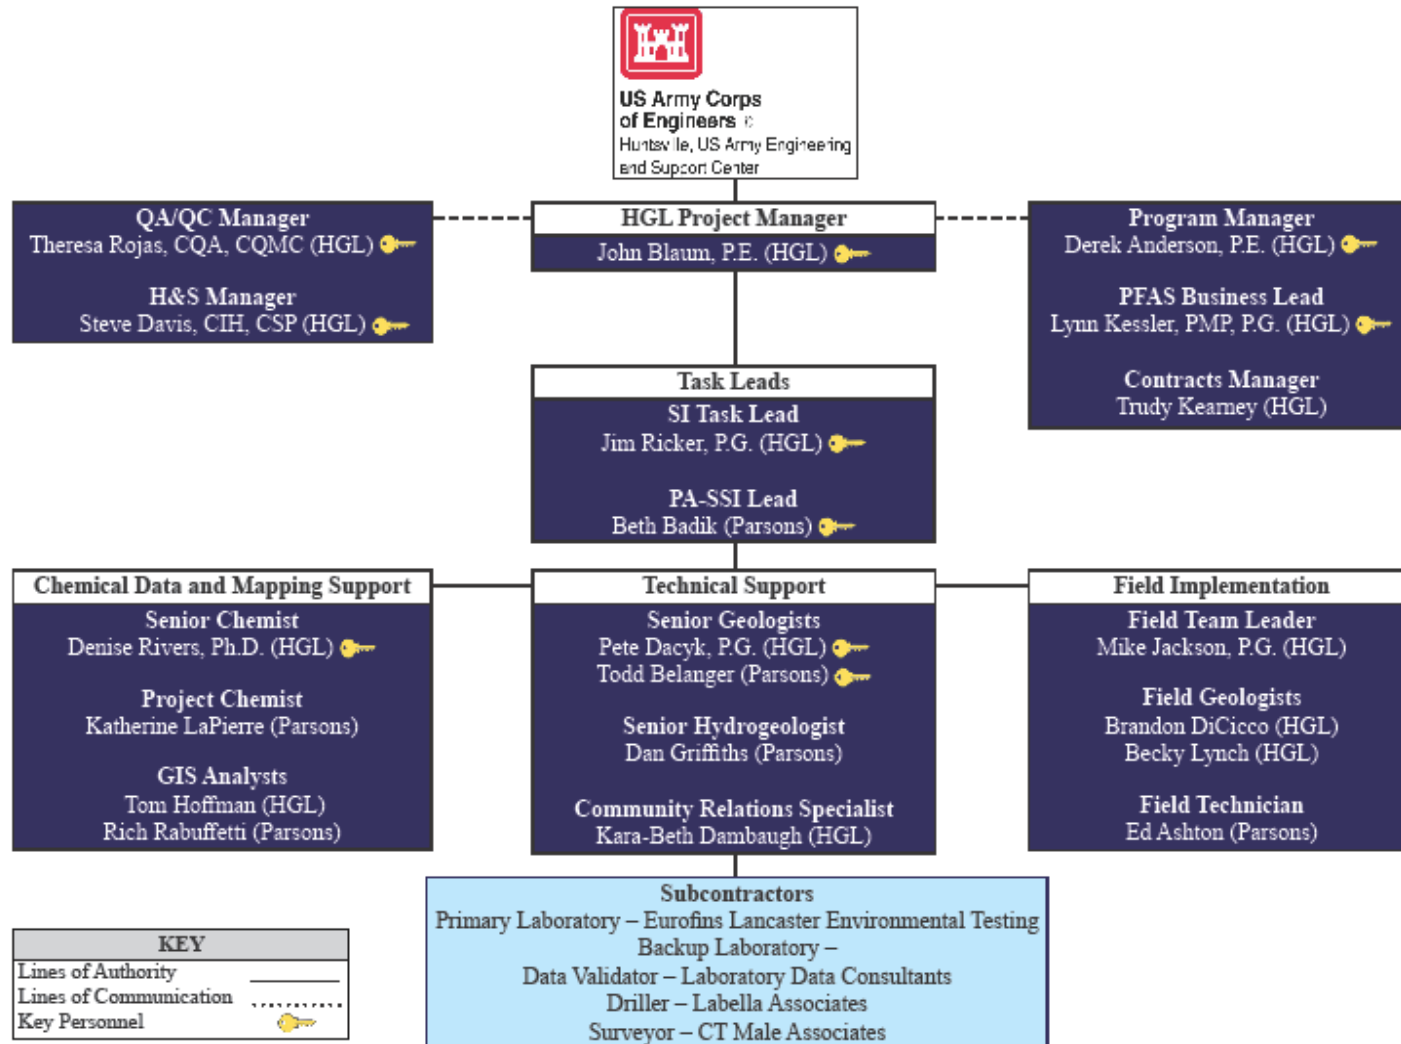 US Army Corps
of Engineers ©
Huntsville, US Army Engineering
and Support Center
QA/QC Manager
Theresa Rojas, CQA, CQMC (HGL)
H&S Manager
Steve Davis, CIH, CSP (HGL)
HGL Project Manager
John Blaum, P.E. (HGL)
Program Manager
Derek Anderson, P.E. (HGL)
PFAS Business Lead
Lynn Kessler, PMP, P.G. (HGL)
Contracts Manager
Trudy Kearney (HGL)
Task Leads
SI Task Lead
Jim Ricker, P.G. (HGL)
PA-SSI Lead
Beth Badik (Parsons)
Chemical Data and Mapping Support
Senior Chemist
Denise Rivers, Ph.D. (HGL)
Project Chemist
Katherine LaPierre (Parsons)
GIS Analysts
Tom Hoffman (HGL)
Rich Rabuffetti (Parsons)
Technical Support
Senior Geologists
Pete Dacyk, P.G. (HGL)
Todd Belanger (Parsons)
Senior Hydrogeologist
Dan Griffiths (Parsons)
Community Relations Specialist
Kara-Beth Dambaugh (HGL)
Field Implementation
Field Team Leader
Mike Jackson, P.G. (HGL)
Field Geologists
Brandon DiCicco (HGL)
Becky Lynch (HGL)
Field Technician
Ed Ashton (Parsons)
Subcontractors
Primary Laboratory – Eurofins Lancaster Environmental Testing
Backup Laboratory –
Data Validator – Laboratory Data Consultants
Driller – Labella Associates
Surveyor – CT Male Associates
KEY
Lines of Authority
Lines of Communication
Key Personnel